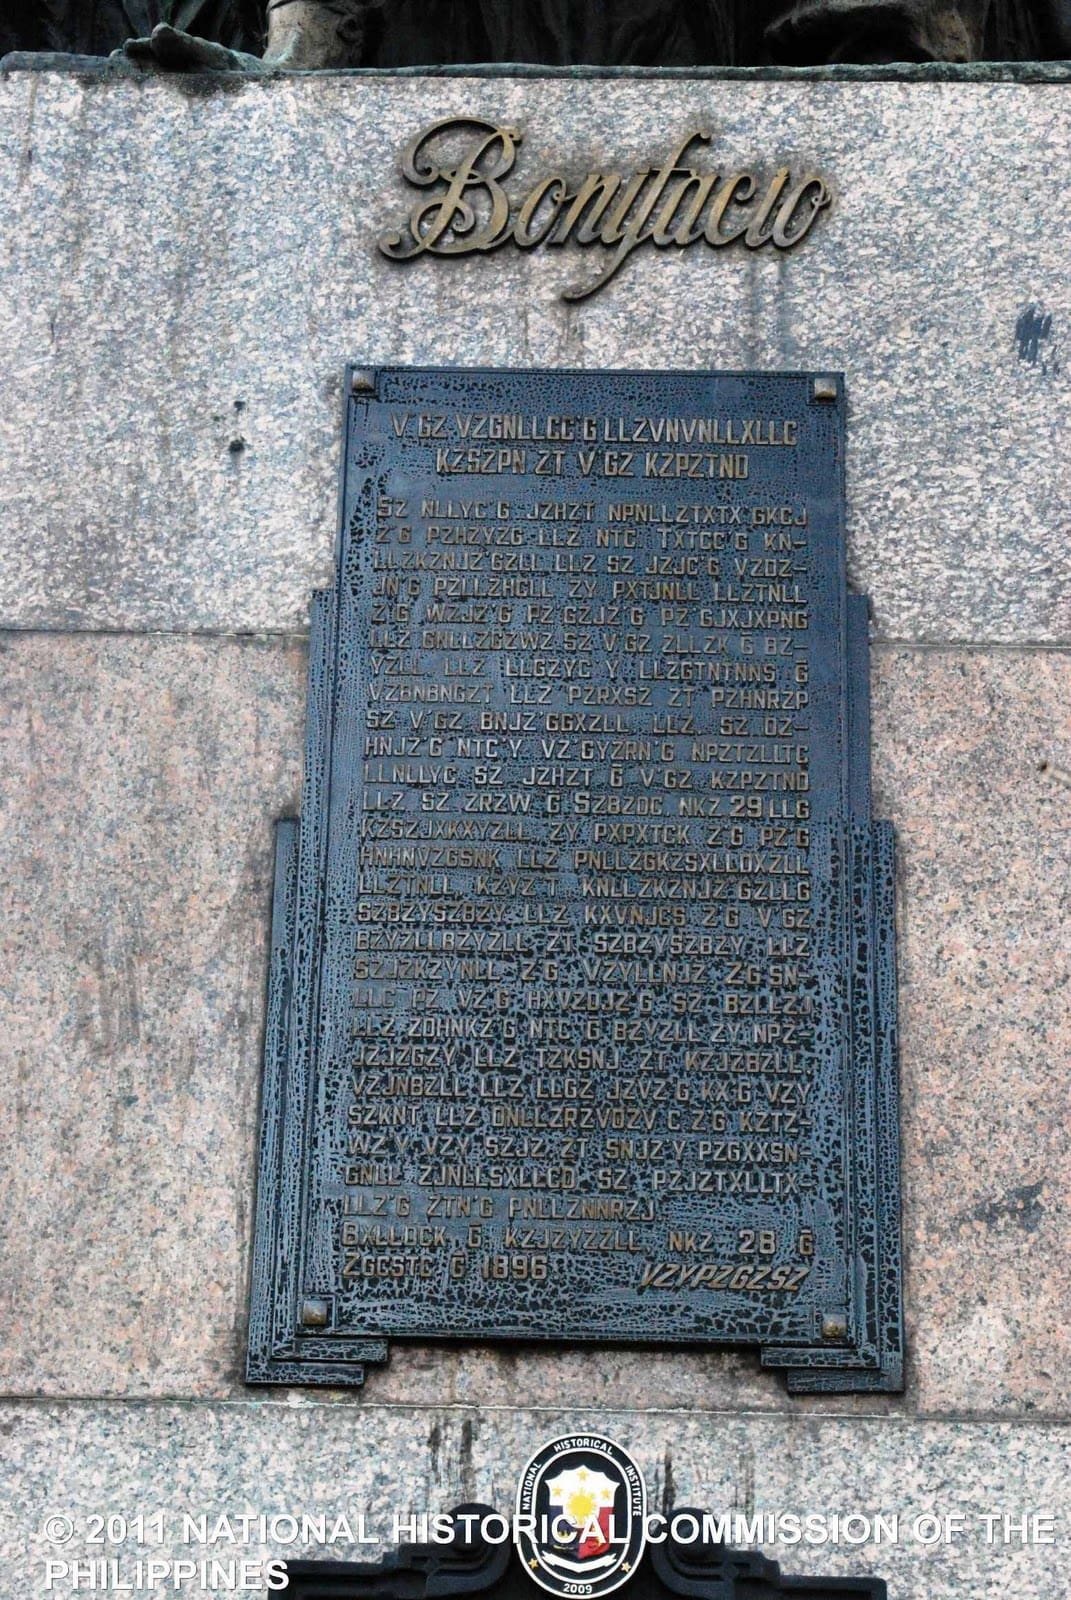 Bonifacio
V'GZ VZGNLLGC'G LLZVNVNLLXLLC
KZSZPN ZT V'GZ KZPZTND
SZ NLLYC'G JZHZT NPNLLZTXTX'GKCJ
Z'G PZHZYZG LLZ NTC, TXTCC'G KN-
LLZKZNJZ'GZLL LLZ SZ JZJC'G VZDZ-
JN'G PZLLZHGLL ZY PXTJNLL LLZTNLL
Z'G WZJZ'G PZ'GZJZ'G PZ'GJXJXPNG
LLZ GNLLZGZWZ SZ V'GZ ZLLZK Ḡ BZ-
YZLL LLZ LLGZYC Y LLZGTNTNNS Ḡ
VZBNBNGZT LLZ PZRXSZ ZT PZHNRZP
SZ V'GZ BNJZ'GGXZLL LLZ, SZ DZ-
HNJZ'G NTC'Y VZ'GYZRN'G NPZTZLLTC
LLNLLYC SZ JZHZT Ḡ V'GZ KZPZTND
LLZ SZ ZRZW Ḡ SZBZDG, NKZ 29 LLG
KZSZJXKXYZLL ZY PXPXTCK Z'G PZ'G
HNHNVZGSNK LLZ PNLLZGKZSXLLDXZLL
LLZTNLL, KZYZ'T KNLLZKZNJZ'GZLLG
SZBZYSZBZY LLZ KXVNJCS Z'G V'GZ
BZYZLLBZYZLL ZT SZBZYSZBZY LLZ
SZJZKZYNLL Z'G VZYLLNJZ ZG SN-
LLC PZ VZ'G HXVZDJZ'G SZ BZLLZJ
LLZ ZDHNKZ'G NTC Ḡ BZYZLL ZY NPZ-
JZJZGZY LLZ TZKSNJ ZT KZJZBZLL;
VZJNBZLL LLZ LLGZ JZVZ'G KX'G VZY
SZKNT LLZ DNLLZRZVDZV C Z'G KZTZ-
WZ'Y VZY SZJZ ZT SNJZ'Y PZGXXSN-
GNLL ZJNLLSXLLCD SZ PZJZTXLLTX-
LLZ'G ZTN'G PNLLZNNRZJ.
BXLLDCK Ḡ KZJZYZZLL, NKZ 28 Ḡ
ZGCSTC Ḡ 1896 VZYPZGZSZ
NATIONAL HISTORICAL INSTITUTE
2009
© 2011 NATIONAL HISTORICAL COMMISSION OF THE
PHILIPPINES